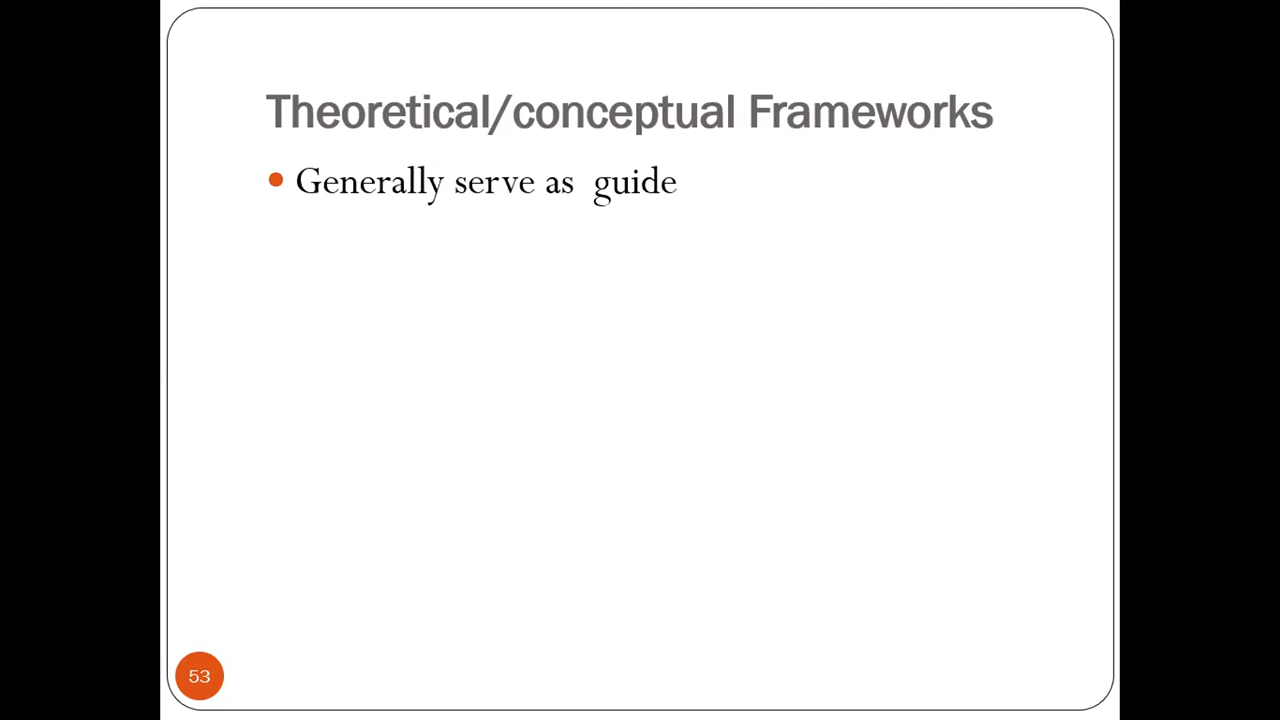 Theoretical/conceptual Frameworks
• Generally serve as  guide
53